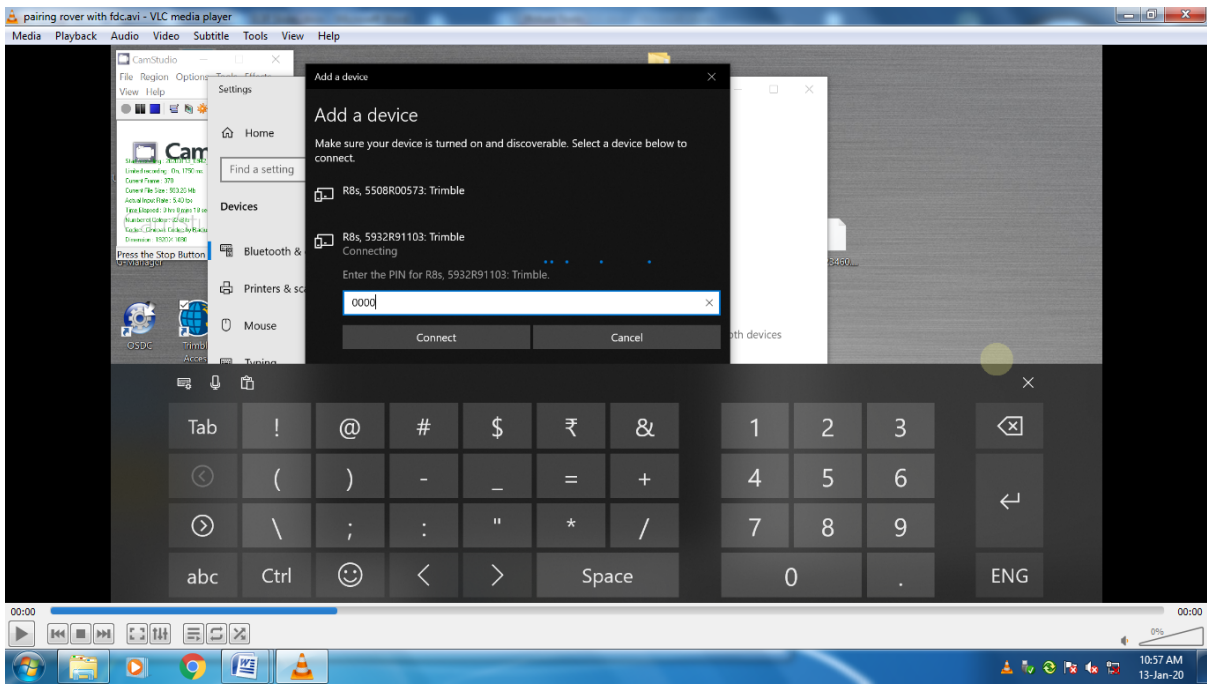 pairing rover with fdc.avi - VLC media player
Media Playback Audio Video Subtitle Tools View Help
CamStudio
File Region Options
View Help
Cam
Press the Stop Button
Settings
Home
Find a setting
Devices
Bluetooth &
Printers & sca
Mouse
Typing
Add a device
Add a device
Make sure your device is turned on and discoverable. Select a device below to
connect.
R8s, 5508R00573: Trimble
R8s, 5932R91103: Trimble
Connecting
Enter the PIN for R8s, 5932R91103: Trimble.
0000
Connect Cancel
oth devices
OSDC
Trimbl
Acces
Tab ! @ # $ ₹ & 1 2 3
( ) - _ = + 4 5 6
\ ; : " * / 7 8 9
abc Ctrl < > Space 0 . ENG
00:00 00:00
0%
10:57 AM
13-Jan-20